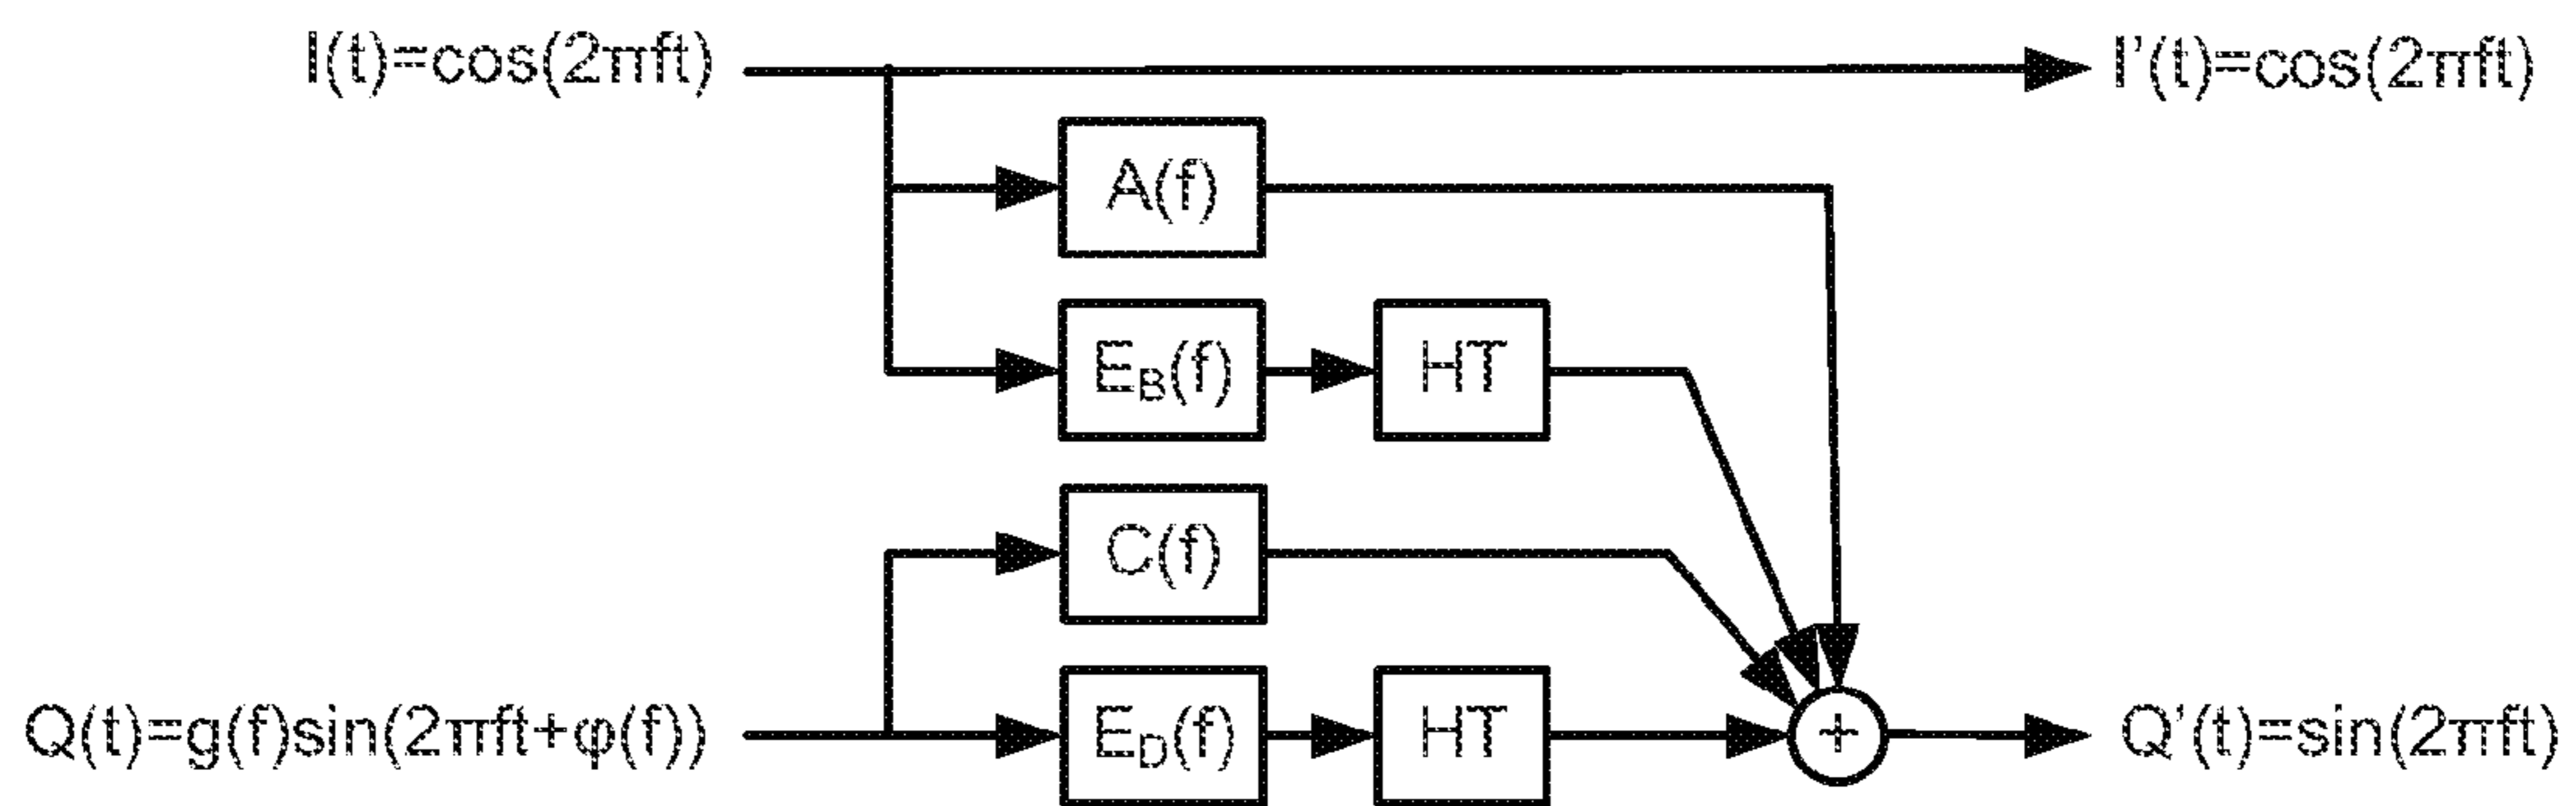 I(t)=cos(2πft)
I’(t)=cos(2πft)
A(f)
E_B(f)
HT
C(f)
Q(t)=g(f)sin(2πft+φ(f))
E_D(f)
HT
+
Q’(t)=sin(2πft)